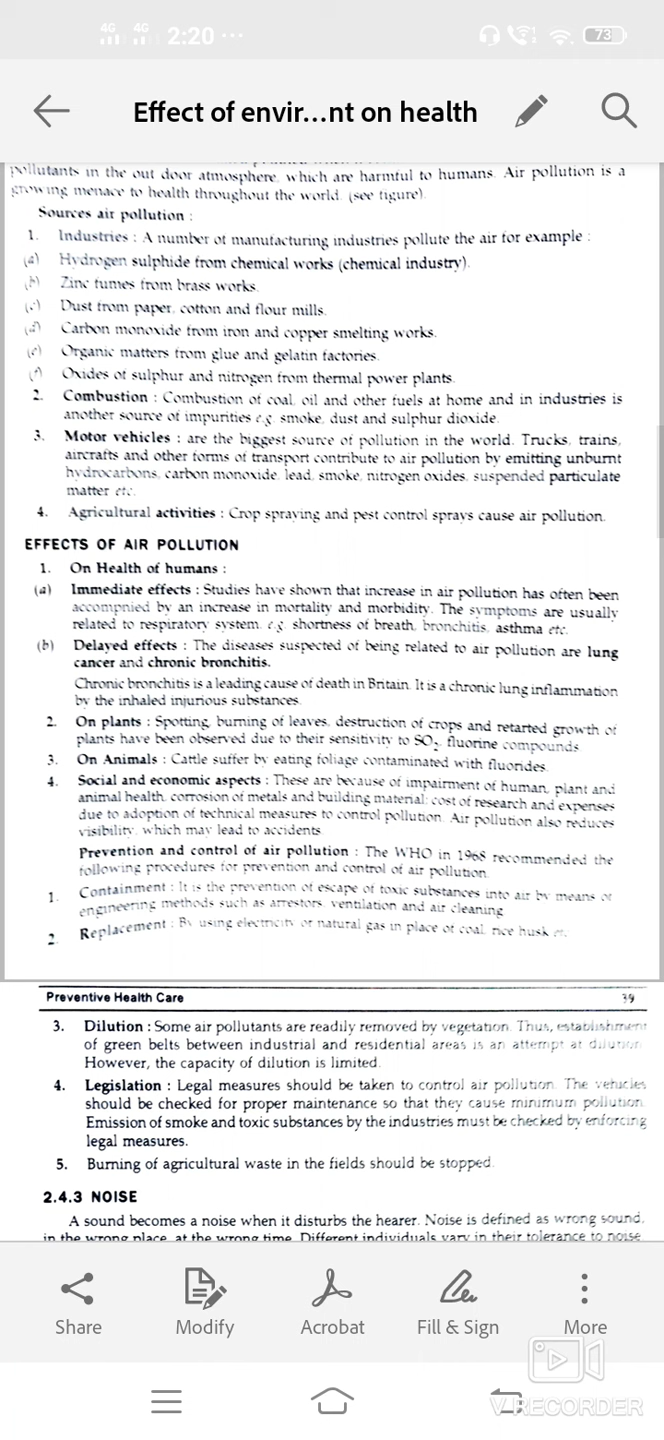 4G 4G 2:20 ...
73
Effect of envir...nt on health
pollutants in the out door atmosphere, which are harmful to humans. Air pollution is a
growing menace to health throughout the world. (see figure).
Sources air pollution :
1. Industries : A number of manufacturing industries pollute the air for example :
(a) Hydrogen sulphide from chemical works (chemical industry).
(b) Zinc fumes from brass works.
(c) Dust from paper, cotton and flour mills.
(d) Carbon monoxide from iron and copper smelting works.
(e) Organic matters from glue and gelatin factories.
(f) Oxides of sulphur and nitrogen from thermal power plants.
2. Combustion : Combustion of coal, oil and other fuels at home and in industries is
another source of impurities e.g. smoke, dust and sulphur dioxide.
3. Motor vehicles : are the biggest source of pollution in the world. Trucks, trains,
aircrafts and other forms of transport contribute to air pollution by emitting unburnt
hydrocarbons, carbon monoxide, lead, smoke, nitrogen oxides, suspended particulate
matter etc.
4. Agricultural activities : Crop spraying and pest control sprays cause air pollution.
EFFECTS OF AIR POLLUTION
1. On Health of humans :
(a) Immediate effects : Studies have shown that increase in air pollution has often been
accompnied by an increase in mortality and morbidity. The symptoms are usually
related to respiratory system, e.g. shortness of breath, bronchitis, asthma etc.
(b) Delayed effects : The diseases suspected of being related to air pollution are lung
cancer and chronic bronchitis.
Chronic bronchitis is a leading cause of death in Britain. It is a chronic lung inflammation
by the inhaled injurious substances.
2. On plants : Spotting, burning of leaves, destruction of crops and retarted growth of
plants have been observed due to their sensitivity to SO2, fluorine compounds.
3. On Animals : Cattle suffer by eating foliage contaminated with fluorides.
4. Social and economic aspects : These are because of impairment of human, plant and
animal health, corrosion of metals and building material; cost of research and expenses
due to adoption of technical measures to control pollution. Air pollution also reduces
visibility, which may lead to accidents.
Prevention and control of air pollution : The WHO in 1968 recommended the
following procedures for prevention and control of air pollution.
1. Containment : It is the prevention of escape of toxic substances into air by means of
engineering methods such as arrestors, ventilation and air cleaning.
2. Replacement : By using electricity or natural gas in place of coal, rice husk etc.
Preventive Health Care 39
3. Dilution : Some air pollutants are readily removed by vegetation. Thus, establishment
of green belts between industrial and residential areas is an attempt at dilution.
However, the capacity of dilution is limited.
4. Legislation : Legal measures should be taken to control air pollution. The vehicles
should be checked for proper maintenance so that they cause minimum pollution.
Emission of smoke and toxic substances by the industries must be checked by enforcing
legal measures.
5. Burning of agricultural waste in the fields should be stopped.
2.4.3 NOISE
A sound becomes a noise when it disturbs the hearer. Noise is defined as wrong sound,
in the wrong place, at the wrong time. Different individuals vary in their tolerance to noise
Share Modify Acrobat Fill & Sign More
V RECORDER